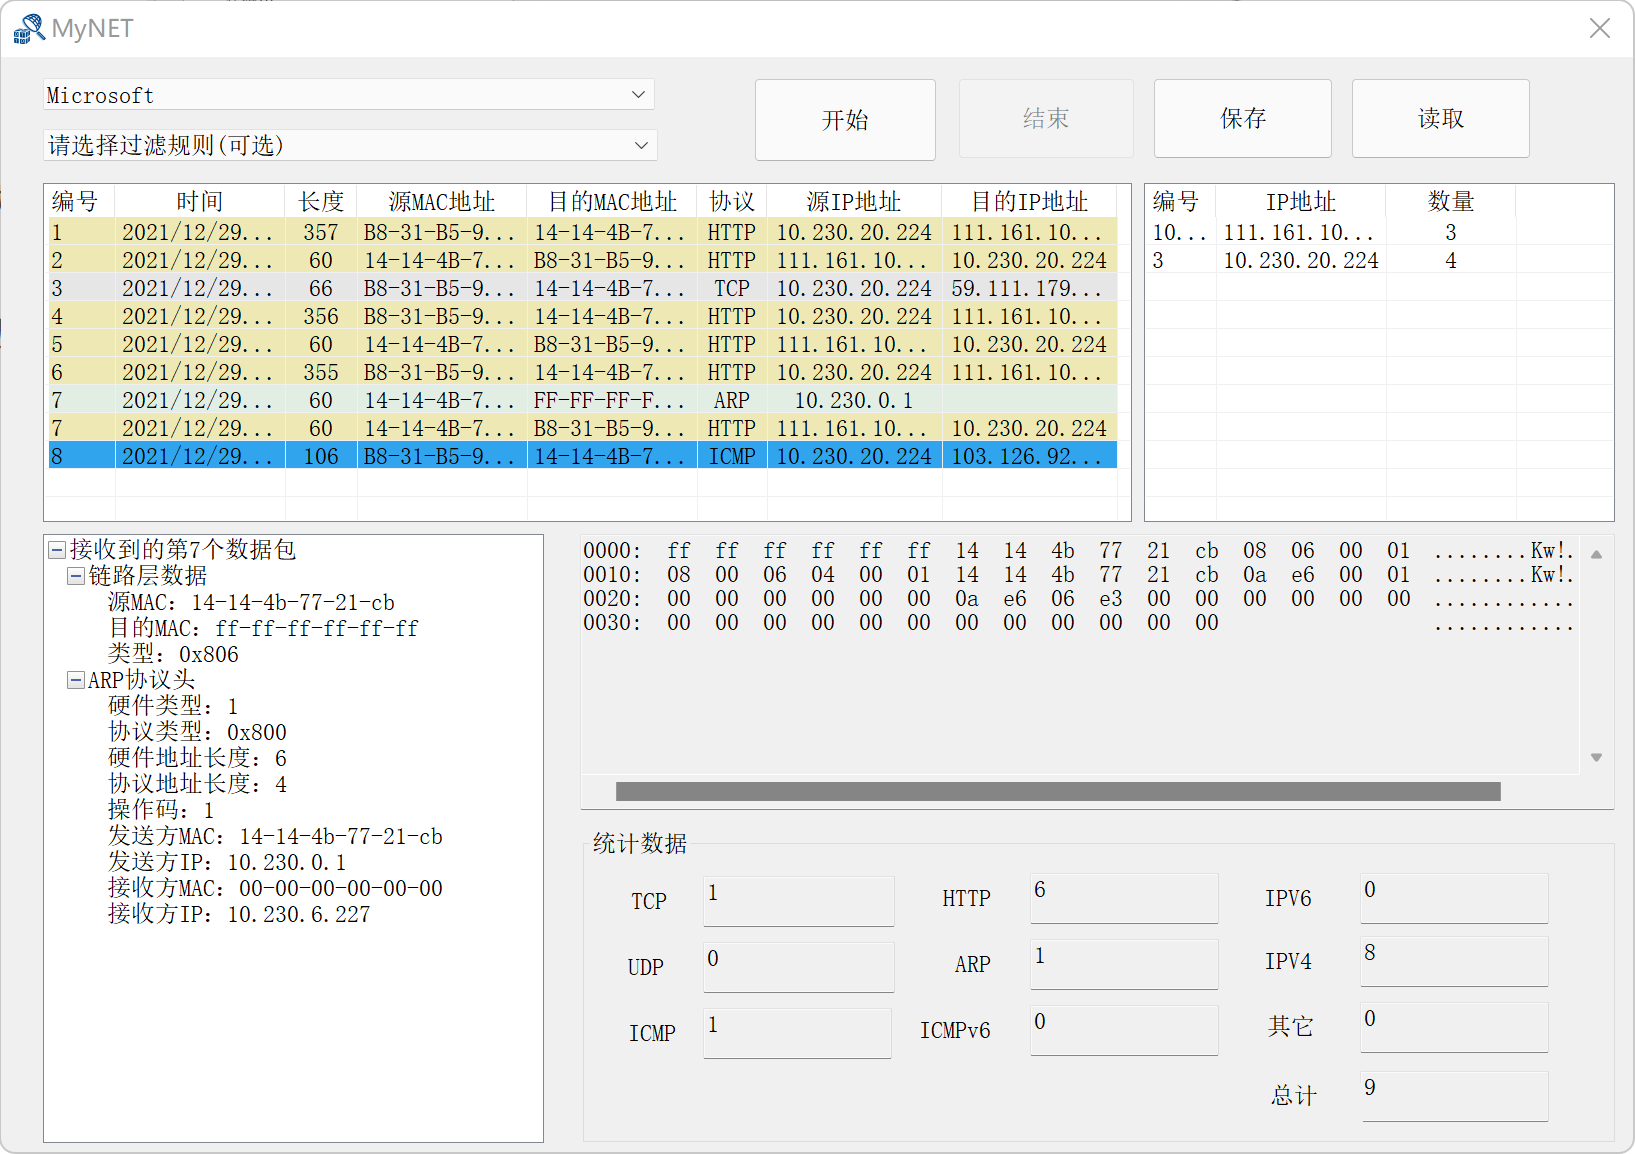 MyNET
Microsoft
请选择过滤规则(可选)
开始 结束 保存 读取
编号 时间 长度 源MAC地址 目的MAC地址 协议 源IP地址 目的IP地址
1 2021/12/29... 357 B8-31-B5-9... 14-14-4B-7... HTTP 10.230.20.224 111.161.10...
2 2021/12/29... 60 14-14-4B-7... B8-31-B5-9... HTTP 111.161.10... 10.230.20.224
3 2021/12/29... 66 B8-31-B5-9... 14-14-4B-7... TCP 10.230.20.224 59.111.179...
4 2021/12/29... 356 B8-31-B5-9... 14-14-4B-7... HTTP 10.230.20.224 111.161.10...
5 2021/12/29... 60 14-14-4B-7... B8-31-B5-9... HTTP 111.161.10... 10.230.20.224
6 2021/12/29... 355 B8-31-B5-9... 14-14-4B-7... HTTP 10.230.20.224 111.161.10...
7 2021/12/29... 60 14-14-4B-7... FF-FF-FF-F... ARP 10.230.0.1
7 2021/12/29... 60 14-14-4B-7... B8-31-B5-9... HTTP 111.161.10... 10.230.20.224
8 2021/12/29... 106 B8-31-B5-9... 14-14-4B-7... ICMP 10.230.20.224 103.126.92...
编号 IP地址 数量
10... 111.161.10... 3
3 10.230.20.224 4
接收到的第7个数据包
链路层数据
源MAC: 14-14-4b-77-21-cb
目的MAC: ff-ff-ff-ff-ff-ff
类型: 0x806
ARP协议头
硬件类型: 1
协议类型: 0x800
硬件地址长度: 6
协议地址长度: 4
操作码: 1
发送方MAC: 14-14-4b-77-21-cb
发送方IP: 10.230.0.1
接收方MAC: 00-00-00-00-00-00
接收方IP: 10.230.6.227
0000: ff ff ff ff ff ff 14 14 4b 77 21 cb 08 06 00 01 ........Kw!.
0010: 08 00 06 04 00 01 14 14 4b 77 21 cb 0a e6 00 01 ........Kw!.
0020: 00 00 00 00 00 00 0a e6 06 e3 00 00 00 00 00 00 ............
0030: 00 00 00 00 00 00 00 00 00 00 00 00 ............
统计数据
TCP 1 HTTP 6 IPV6 0
UDP 0 ARP 1 IPV4 8
ICMP 1 ICMPv6 0 其它 0
总计 9